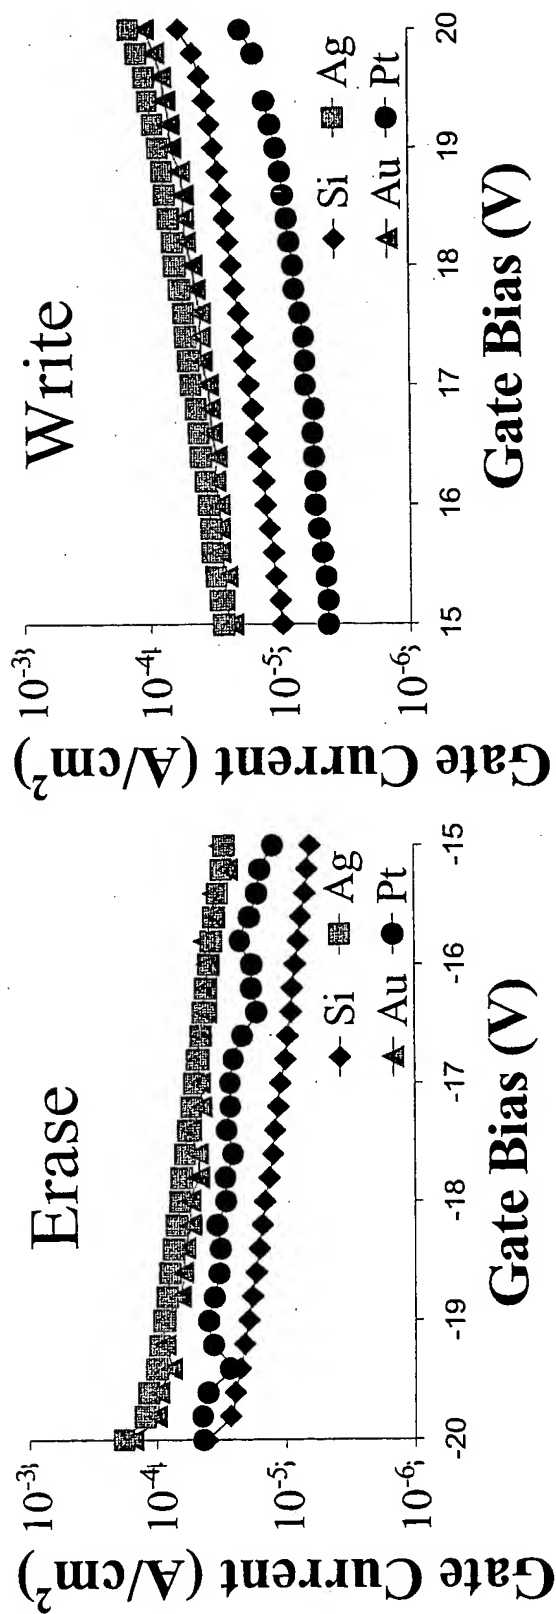 Erase
Gate Current (A/cm²)
10⁻³
10⁻⁴
10⁻⁵
10⁻⁶
Si Ag
Au Pt
-20 -19 -18 -17 -16 -15
Gate Bias (V)
Write
Gate Current (A/cm²)
10⁻³
10⁻⁴
10⁻⁵
10⁻⁶
Si Ag
Au Pt
15 16 17 18 19 20
Gate Bias (V)